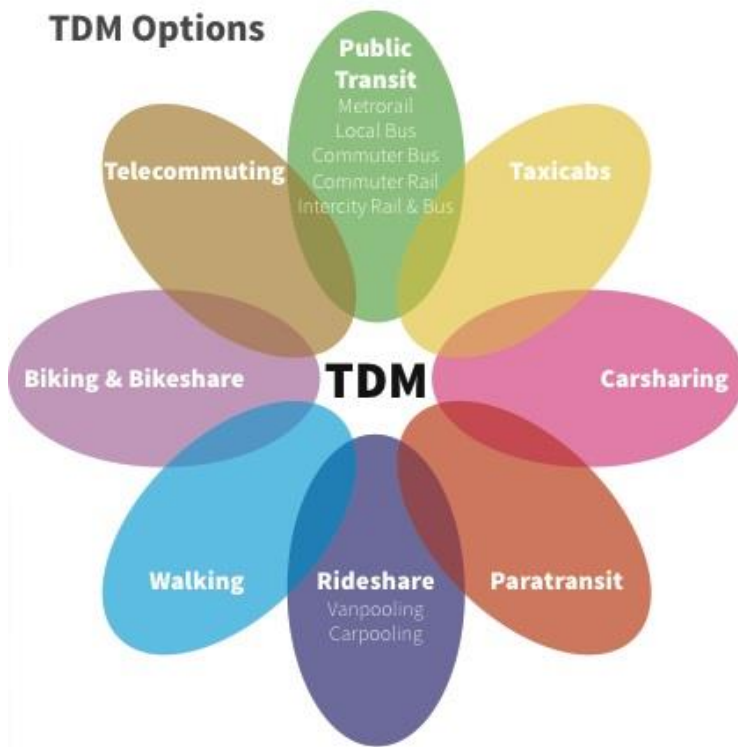 TDM Options
Public
Transit
Metrorail
Local Bus
Commuter Bus
Commuter Rail
Intercity Rail & Bus
Telecommuting
Taxicabs
Biking & Bikeshare
TDM
Carsharing
Walking
Rideshare
Vanpooling
Carpooling
Paratransit